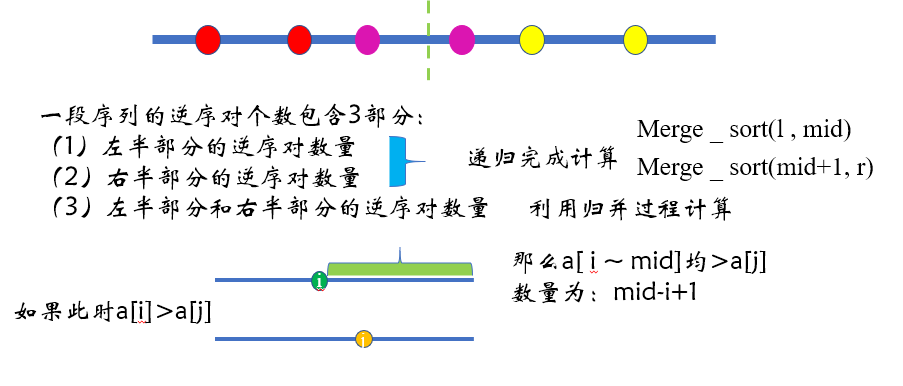 一段序列的逆序对个数包含3部分：
（1）左半部分的逆序对数量
（2）右半部分的逆序对数量
递归完成计算
Merge _ sort(l , mid)
Merge _ sort(mid+1, r)
（3）左半部分和右半部分的逆序对数量
利用归并过程计算
i
那么a[ i ~ mid]均>a[j]
数量为：mid-i+1
如果此时a[i]>a[j]